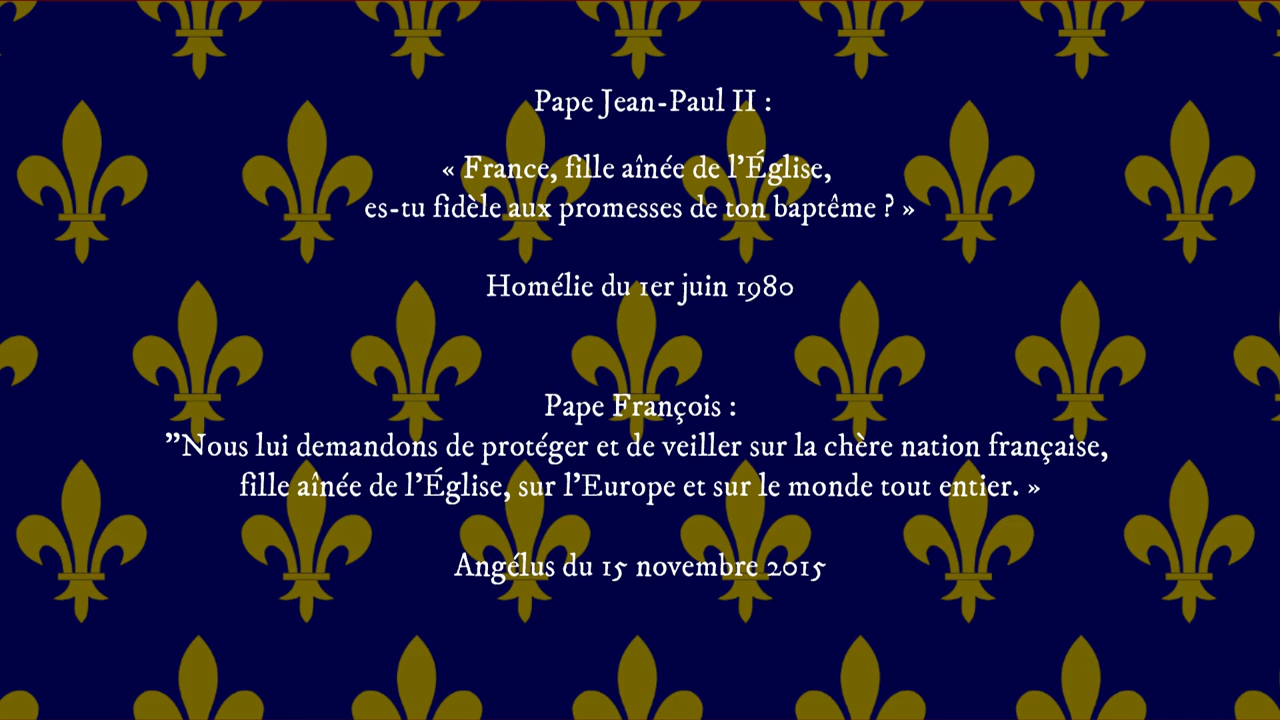 Pape Jean-Paul II :
« France, fille aînée de l’Église,
es-tu fidèle aux promesses de ton baptême ? »
Homélie du 1er juin 1980
Pape François :
”Nous lui demandons de protéger et de veiller sur la chère nation française,
fille aînée de l’Église, sur l’Europe et sur le monde tout entier. »
Angélus du 15 novembre 2015